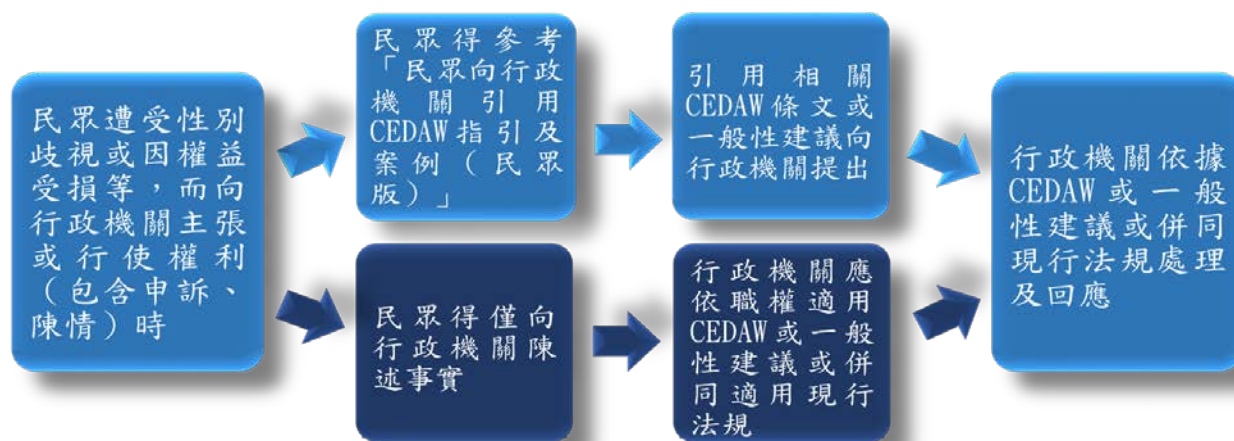 民眾遭受性別
歧視或因權益
受損等，而向
行政機關主張
或行使權利
（包含申訴、
陳情）時
民眾得參考
「民眾向行政
機關引用
CEDAW指引及
案例（民眾
版）」
引用相關
CEDAW條文或
一般性建議向
行政機關提出
民眾得僅向
行政機關陳
述事實
行政機關應
依職權適用
CEDAW或一般
性建議或併
同適用現行
法規
行政機關依據
CEDAW或一般
性建議或併同
現行法規處理
及回應